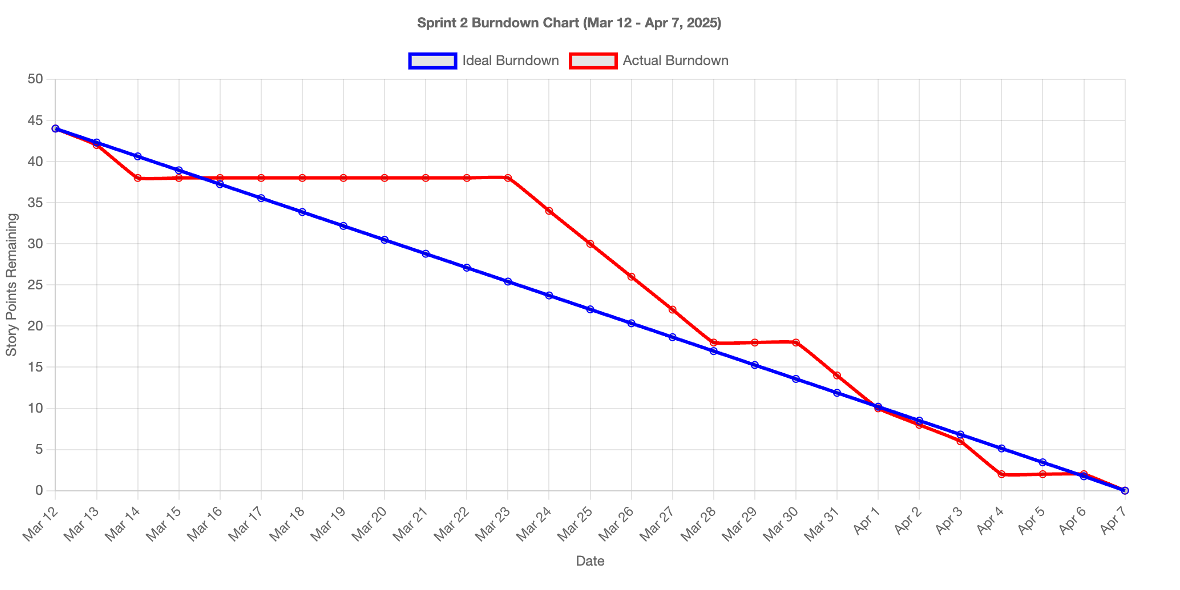 Sprint 2 Burndown Chart (Mar 12 - Apr 7, 2025)
Ideal Burndown Actual Burndown
Story Points Remaining
50
45
40
35
30
25
20
15
10
5
0
Mar 12 Mar 13 Mar 14 Mar 15 Mar 16 Mar 17 Mar 18 Mar 19 Mar 20 Mar 21 Mar 22 Mar 23 Mar 24 Mar 25 Mar 26 Mar 27 Mar 28 Mar 29 Mar 30 Mar 31 Apr 1 Apr 2 Apr 3 Apr 4 Apr 5 Apr 6 Apr 7
Date